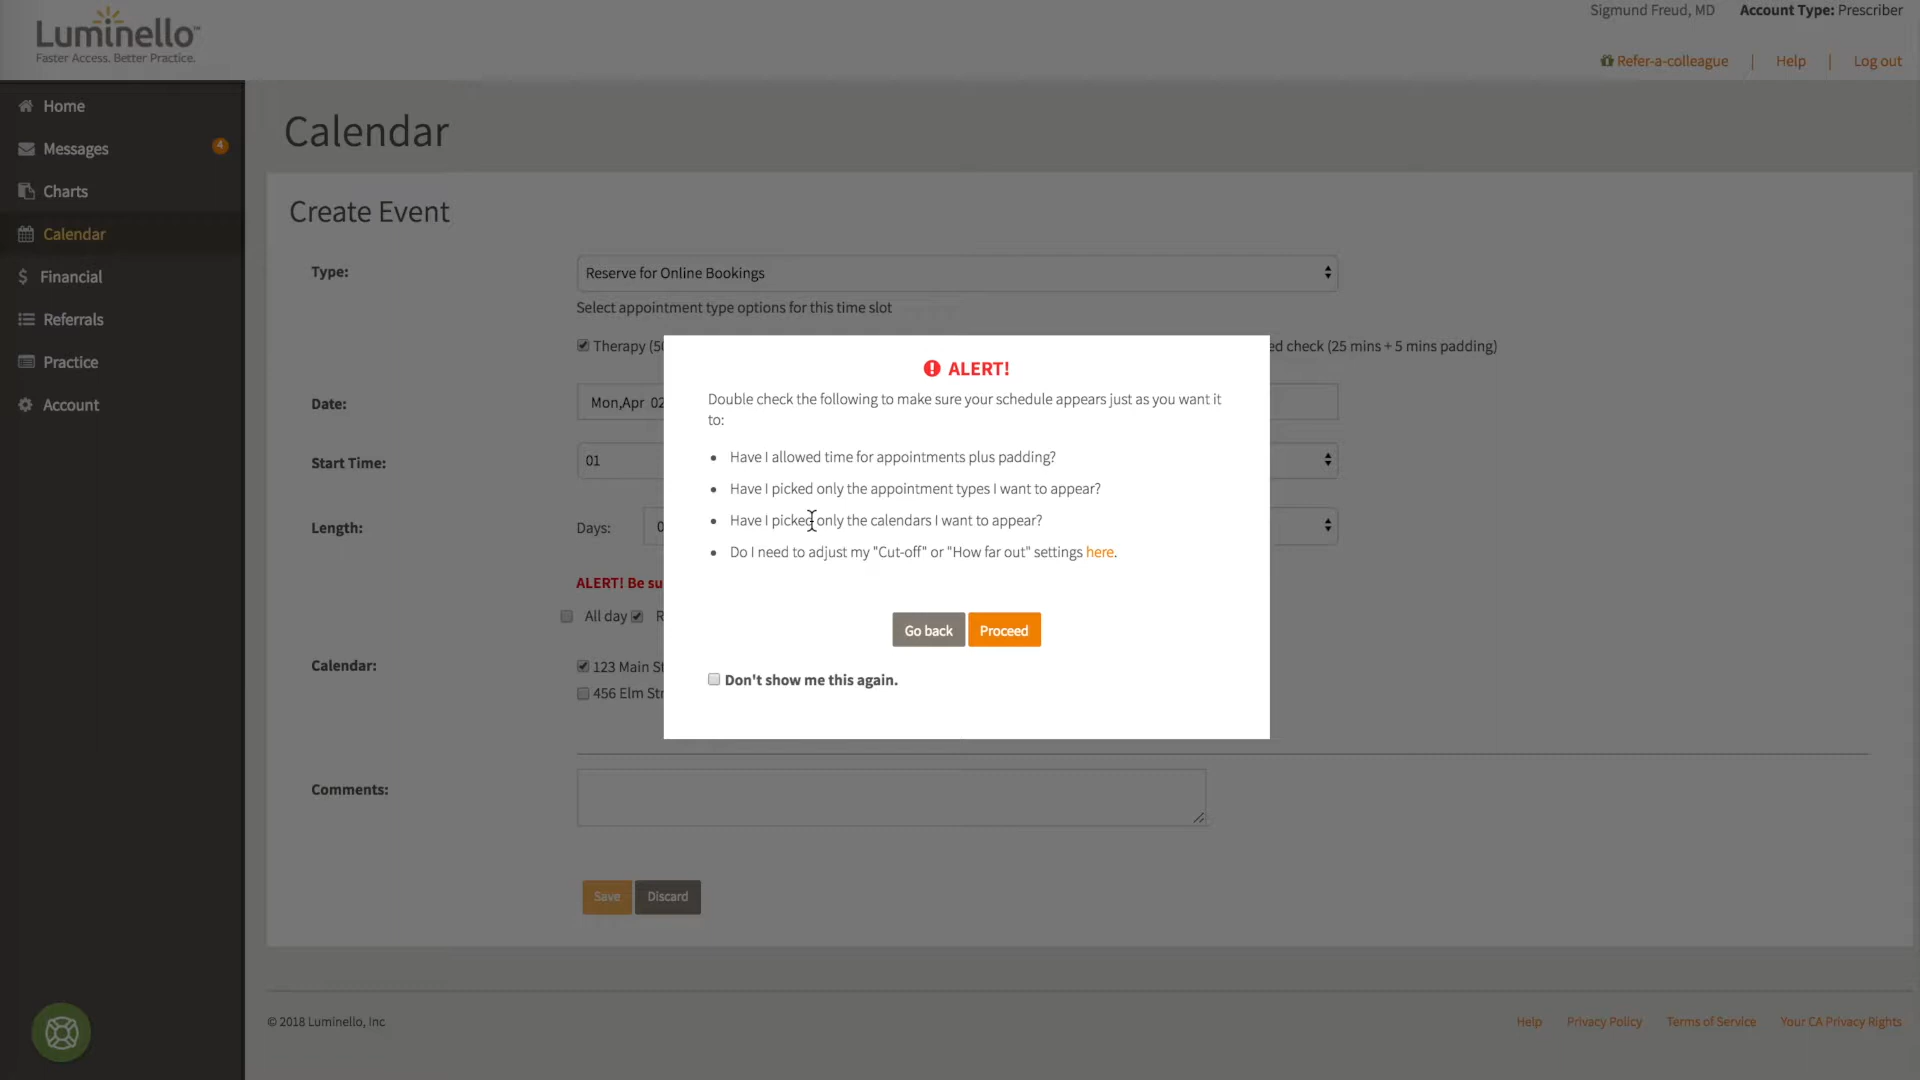 Luminello™
Faster Access. Better Practice.
Sigmund Freud, MD Account Type: Prescriber
Refer-a-colleague | Help | Log out
Home
Messages 4
Charts
Calendar
Financial
Referrals
Practice
Account
Calendar
Create Event
Type: Reserve for Online Bookings
Select appointment type options for this time slot
Therapy (50 ed check (25 mins + 5 mins padding)
Date: Mon,Apr 02
Start Time: 01
Length: Days: 0
ALERT! Be su
All day R
Calendar: 123 Main St
456 Elm Str
Comments:
Save Discard
ALERT!
Double check the following to make sure your schedule appears just as you want it
to:
• Have I allowed time for appointments plus padding?
• Have I picked only the appointment types I want to appear?
• Have I picked only the calendars I want to appear?
• Do I need to adjust my "Cut-off" or "How far out" settings here.
Go back Proceed
Don't show me this again.
© 2018 Luminello, Inc Help Privacy Policy Terms of Service Your CA Privacy Rights